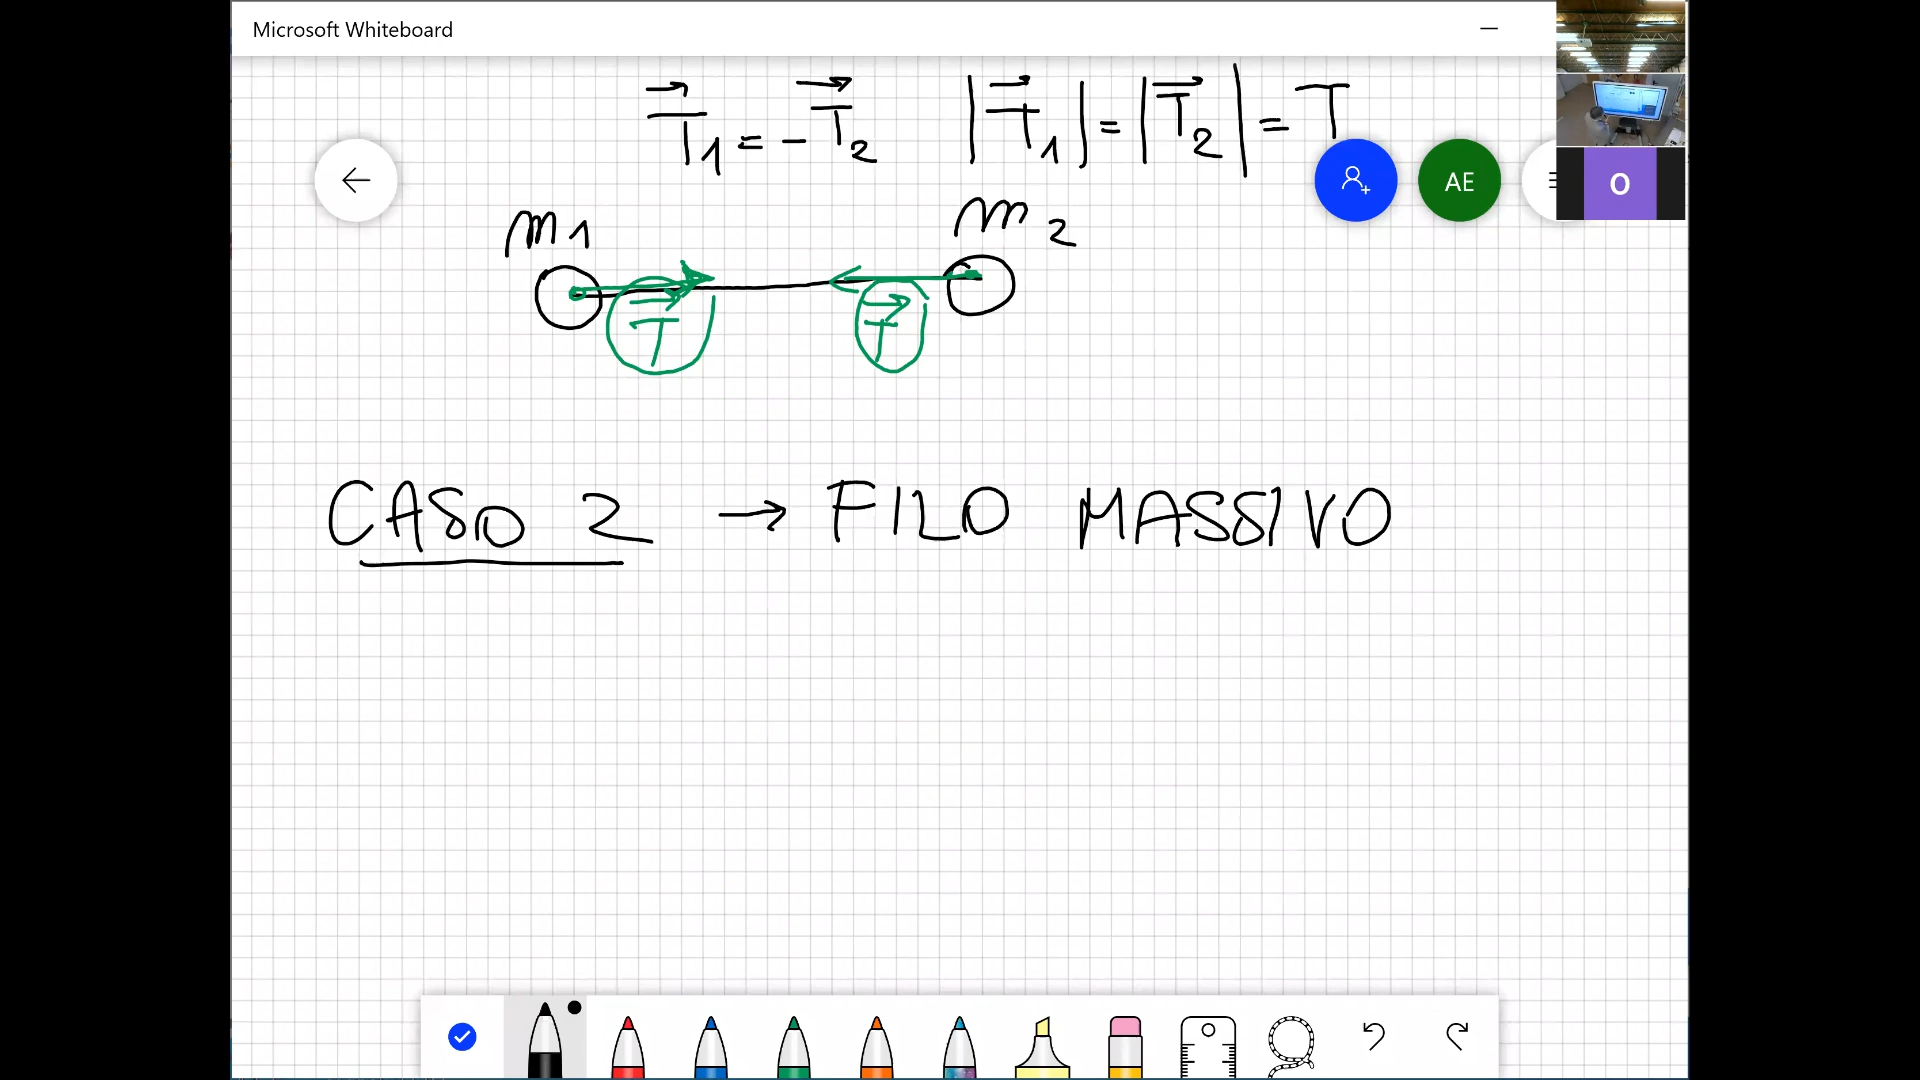 Microsoft Whiteboard
T⃗1 = - T⃗2 |T⃗1| = |T⃗2| = T
AE
O
m1 m2
T⃗ T⃗
CASO 2 → FILO MASSIVO